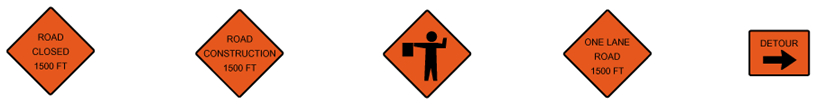 ROAD
CLOSED
1500 FT
ROAD
CONSTRUCTION
1500 FT
ONE LANE
ROAD
1500 FT
DETOUR